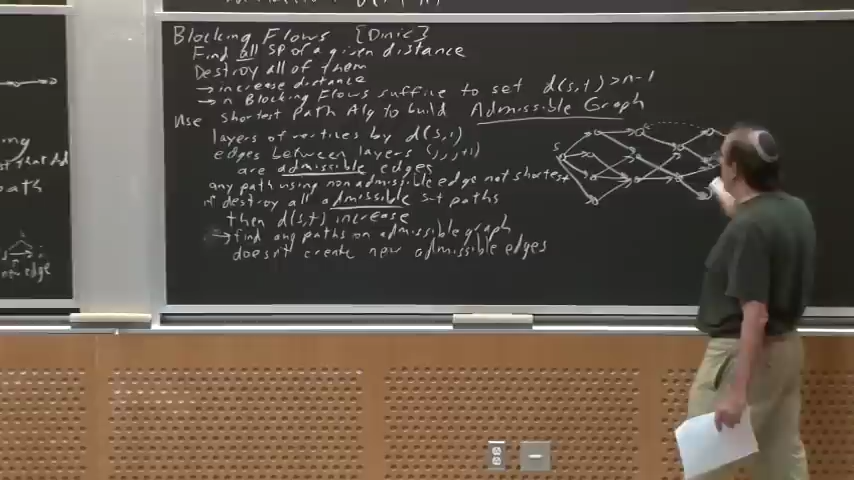 Blocking Flows [Dinic}
Find all SP of a given distance
Destroy all of them
→ increase distance
→ n Blocking Flows suffice to set d(s,t) > n-1
Use shortest path Alg to build Admissible Graph
layers of vertices by d(s,i)
edges between layers (j, j+1)
are admissible edges
any path using nonadmissible edge not shortest
if destroy all admissible s-t paths
then d(s,t) increase
→ find aug paths on admissible graph
doesn't create new admissible edges
s
path
new edge